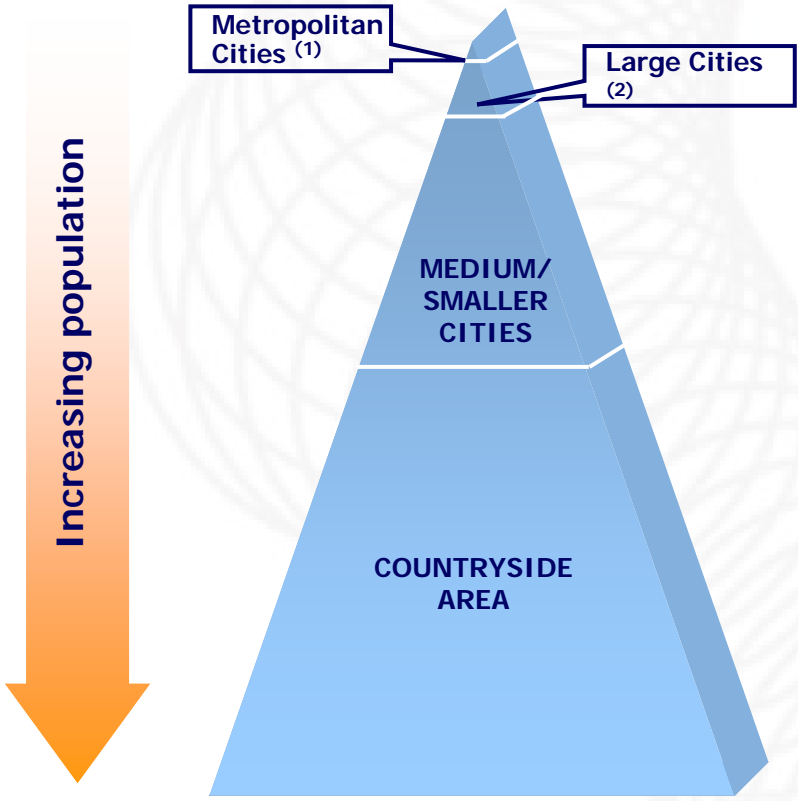 Metropolitan
Cities (1)
Large Cities
(2)
Increasing population
MEDIUM/
SMALLER
CITIES
COUNTRYSIDE
AREA